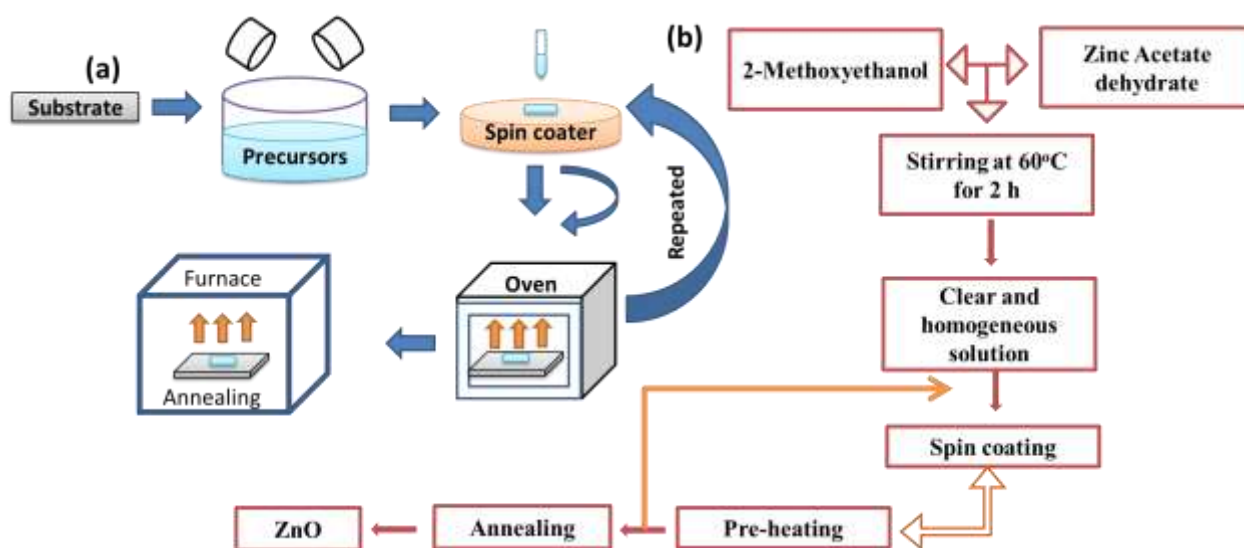 (a)
Substrate
Precursors
Spin coater
Repeated
Oven
Furnace
Annealing
(b)
2-Methoxyethanol
Zinc Acetate
dehydrate
Stirring at 60°C
for 2 h
Clear and
homogeneous
solution
Spin coating
Pre-heating
Annealing
ZnO